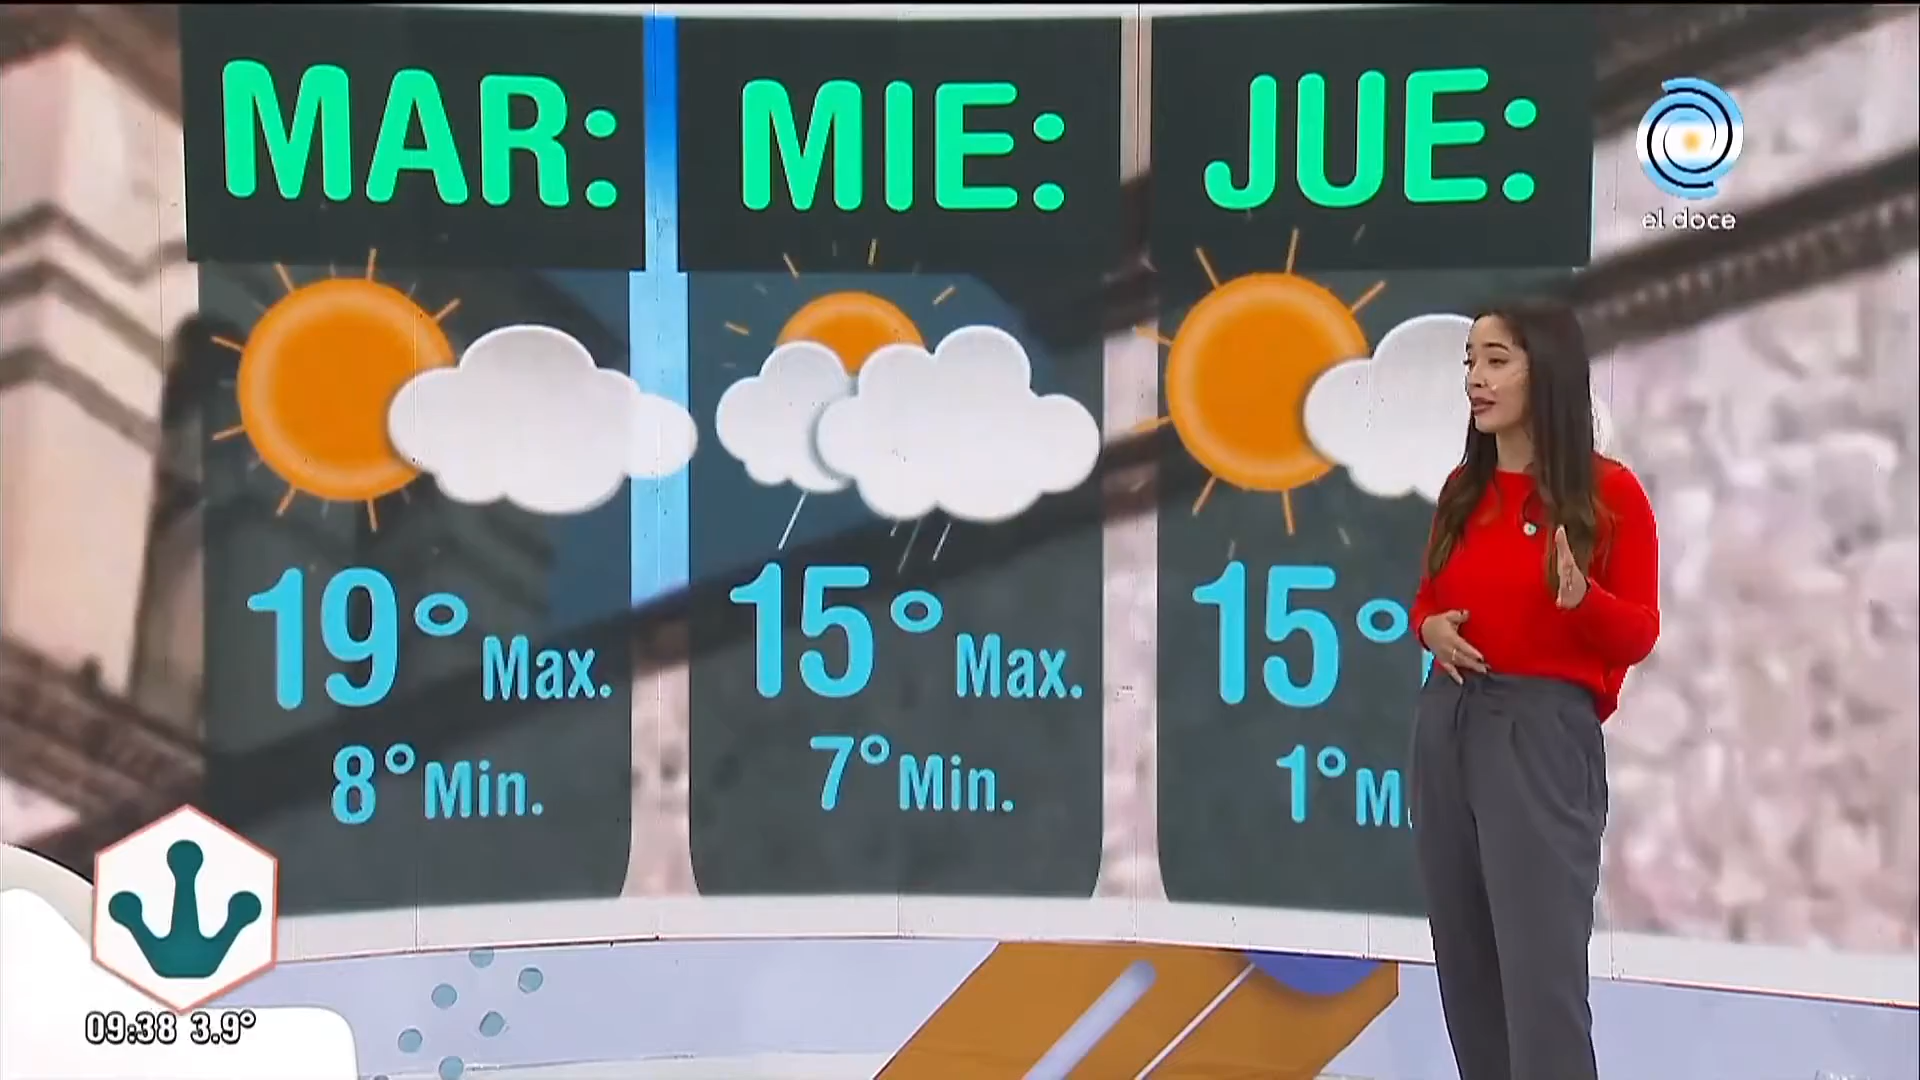 MAR:
MIE:
JUE:
el doce
19° Max.
15° Max.
15°
8° Min.
7° Min.
1° M
09:38 3.9°